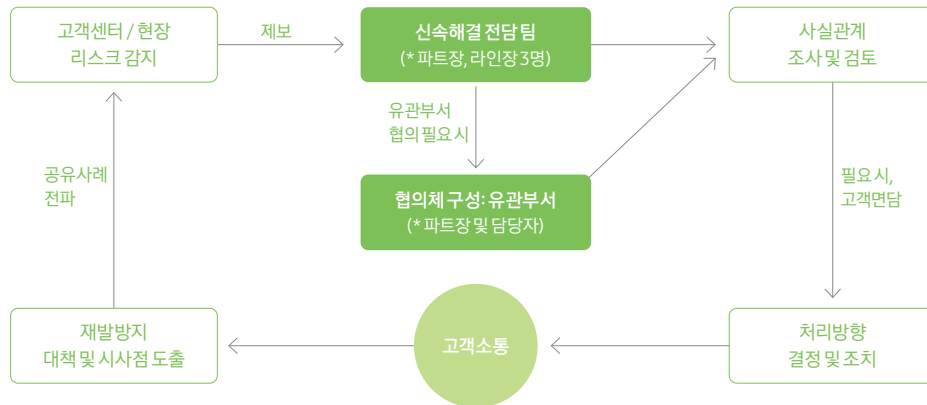 고객센터 / 현장
리스크 감지
제보
신속해결 전담팀
(* 파트장, 라인장 3명)
사실관계
조사 및 검토
유관부서
협의 필요 시
공유사례
전파
협의체 구성: 유관부서
(* 파트장 및 담당자)
필요 시,
고객면담
재발방지
대책 및 시사점 도출
고객소통
처리방향
결정 및 조치